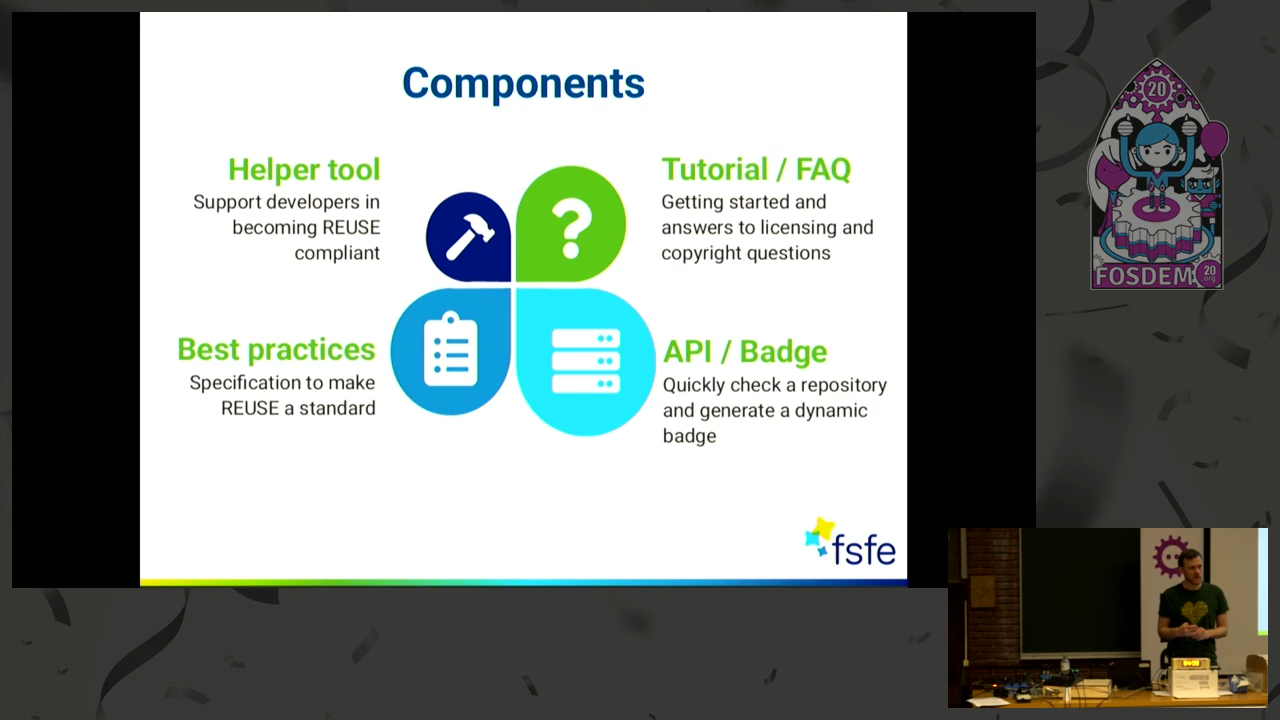 Components
Helper tool
Support developers in
becoming REUSE
compliant
Tutorial / FAQ
Getting started and
answers to licensing and
copyright questions
Best practices
Specification to make
REUSE a standard
API / Badge
Quickly check a repository
and generate a dynamic
badge
fsfe
20
FOSDEM
20
.org